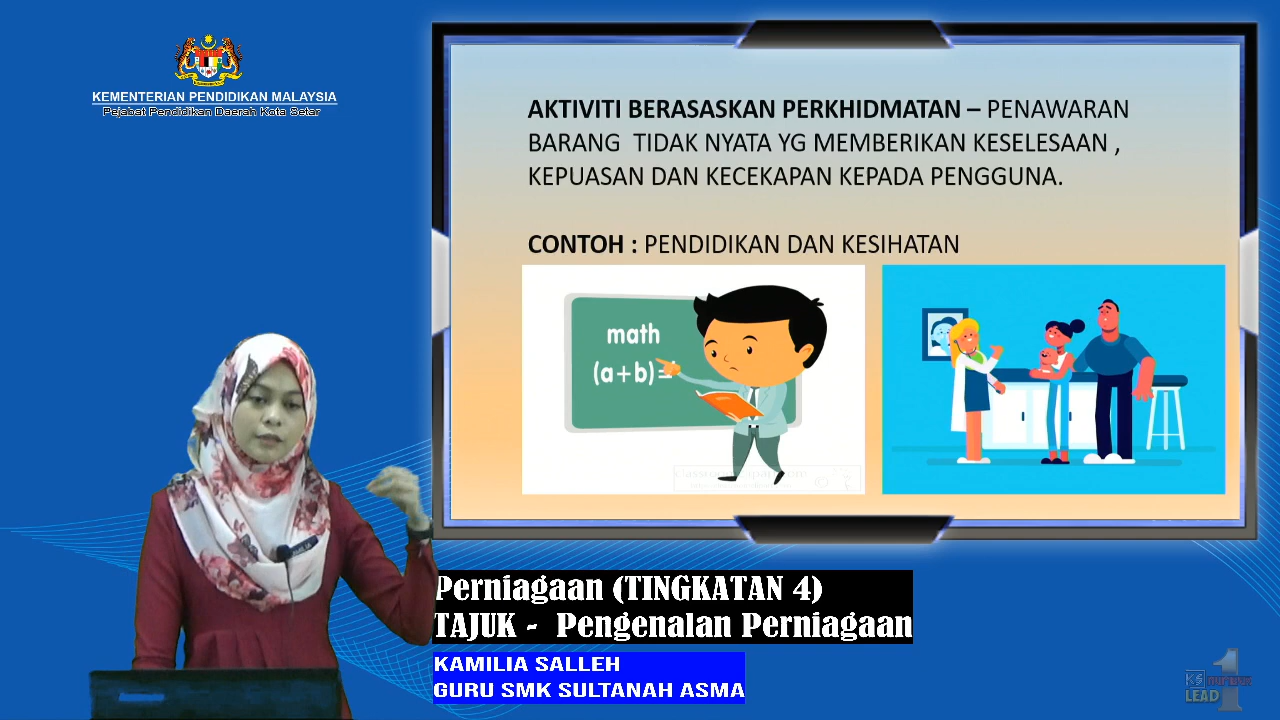 KEMENTERIAN PENDIDIKAN MALAYSIA
Pejabat Pendidikan Daerah Kota Setar
AKTIVITI BERASASKAN PERKHIDMATAN – PENAWARAN
BARANG TIDAK NYATA YG MEMBERIKAN KESELESAAN ,
KEPUASAN DAN KECEKAPAN KEPADA PENGGUNA.
CONTOH : PENDIDIKAN DAN KESIHATAN
math
(a+b)=
Perniagaan (TINGKATAN 4)
TAJUK - Pengenalan Perniagaan
KAMILIA SALLEH
GURU SMK SULTANAH ASMA
KS
LEAD
1